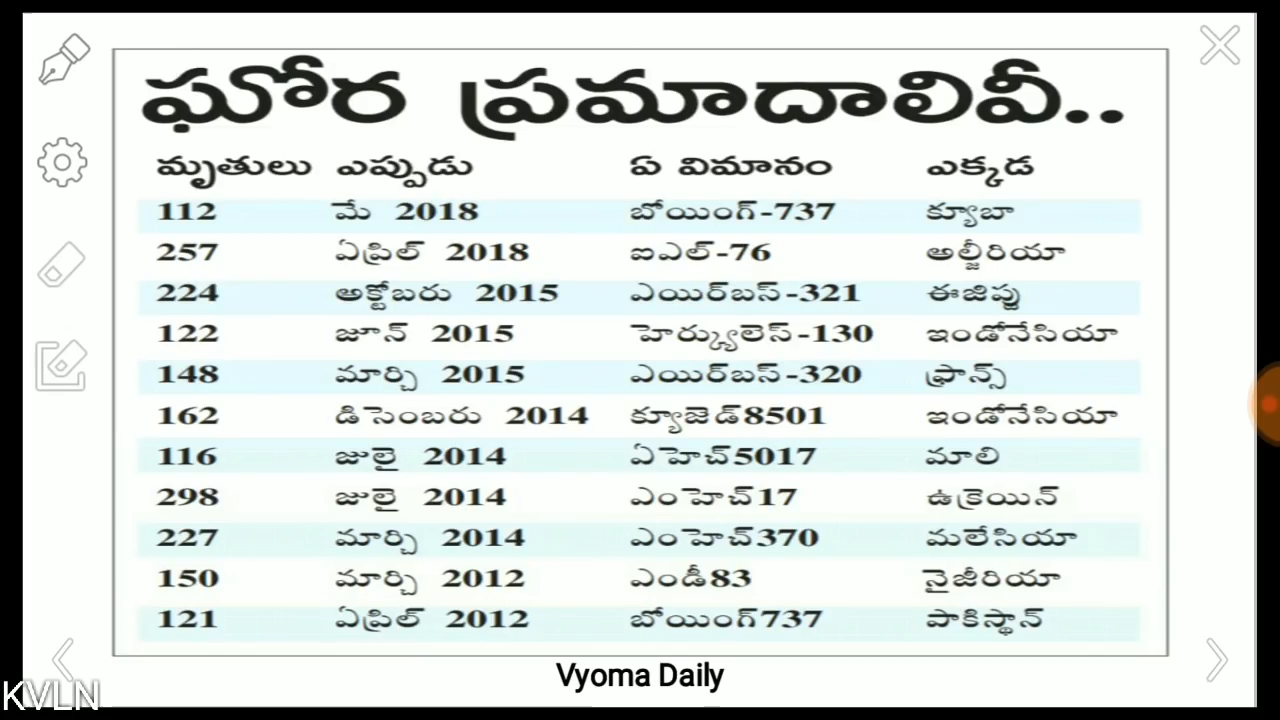 ఘోర ప్రమాదాలివీ..
మృతులు ఎప్పుడు ఏ విమానం ఎక్కడ
112 మే 2018 బోయింగ్-737 క్యూబా
257 ఏప్రిల్ 2018 ఐఎల్-76 అల్జీరియా
224 అక్టోబరు 2015 ఎయిర్‌బస్-321 ఈజిప్టు
122 జూన్ 2015 హెర్క్యులెస్-130 ఇండోనేసియా
148 మార్చి 2015 ఎయిర్‌బస్-320 ఫ్రాన్స్
162 డిసెంబరు 2014 క్యూజెడ్8501 ఇండోనేసియా
116 జులై 2014 ఏహెచ్5017 మాలి
298 జులై 2014 ఎంహెచ్17 ఉక్రెయిన్
227 మార్చి 2014 ఎంహెచ్370 మలేసియా
150 మార్చి 2012 ఎండీ83 నైజీరియా
121 ఏప్రిల్ 2012 బోయింగ్737 పాకిస్థాన్
Vyoma Daily
KVLN